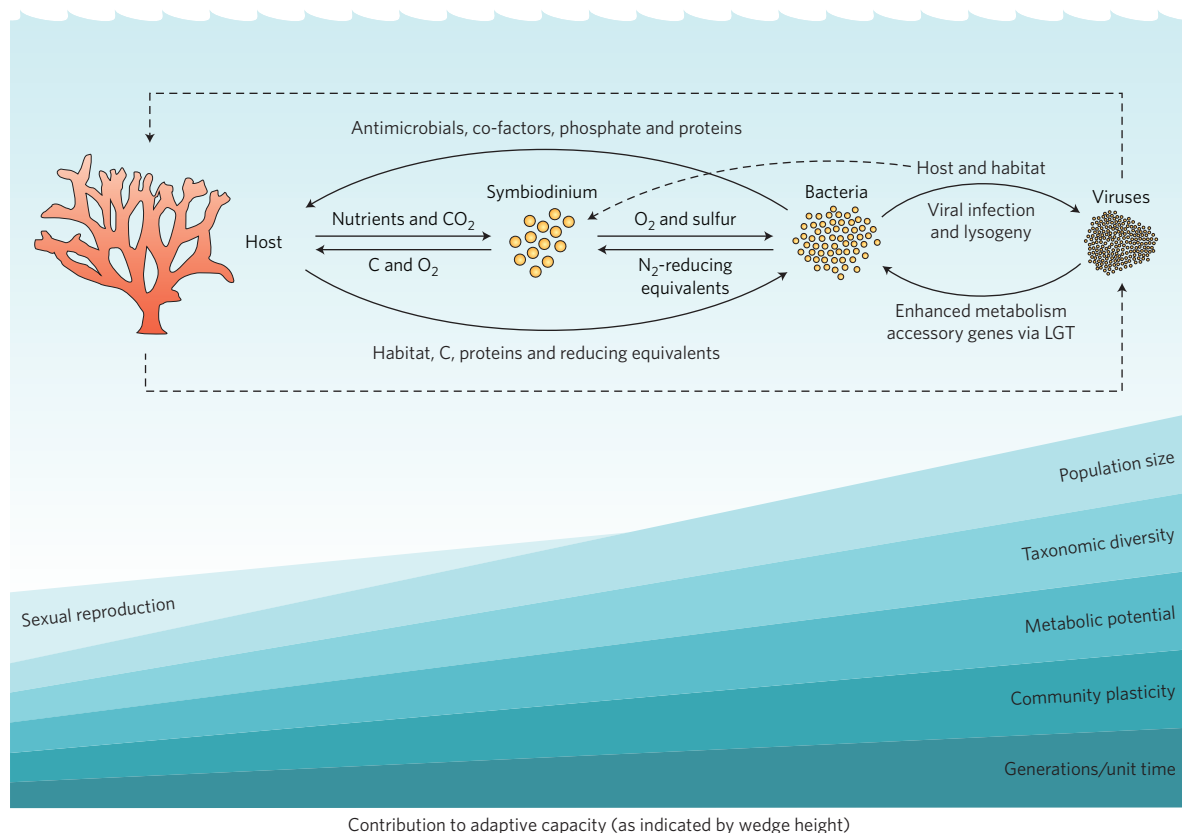 Antimicrobials, co-factors, phosphate and proteins
Symbiodinium
Bacteria
Host and habitat
Viruses
Host
Nutrients and CO₂
C and O₂
O₂ and sulfur
N₂-reducing
equivalents
Viral infection
and lysogeny
Enhanced metabolism
accessory genes via LGT
Habitat, C, proteins and reducing equivalents
Population size
Taxonomic diversity
Sexual reproduction
Metabolic potential
Community plasticity
Generations/unit time
Contribution to adaptive capacity (as indicated by wedge height)